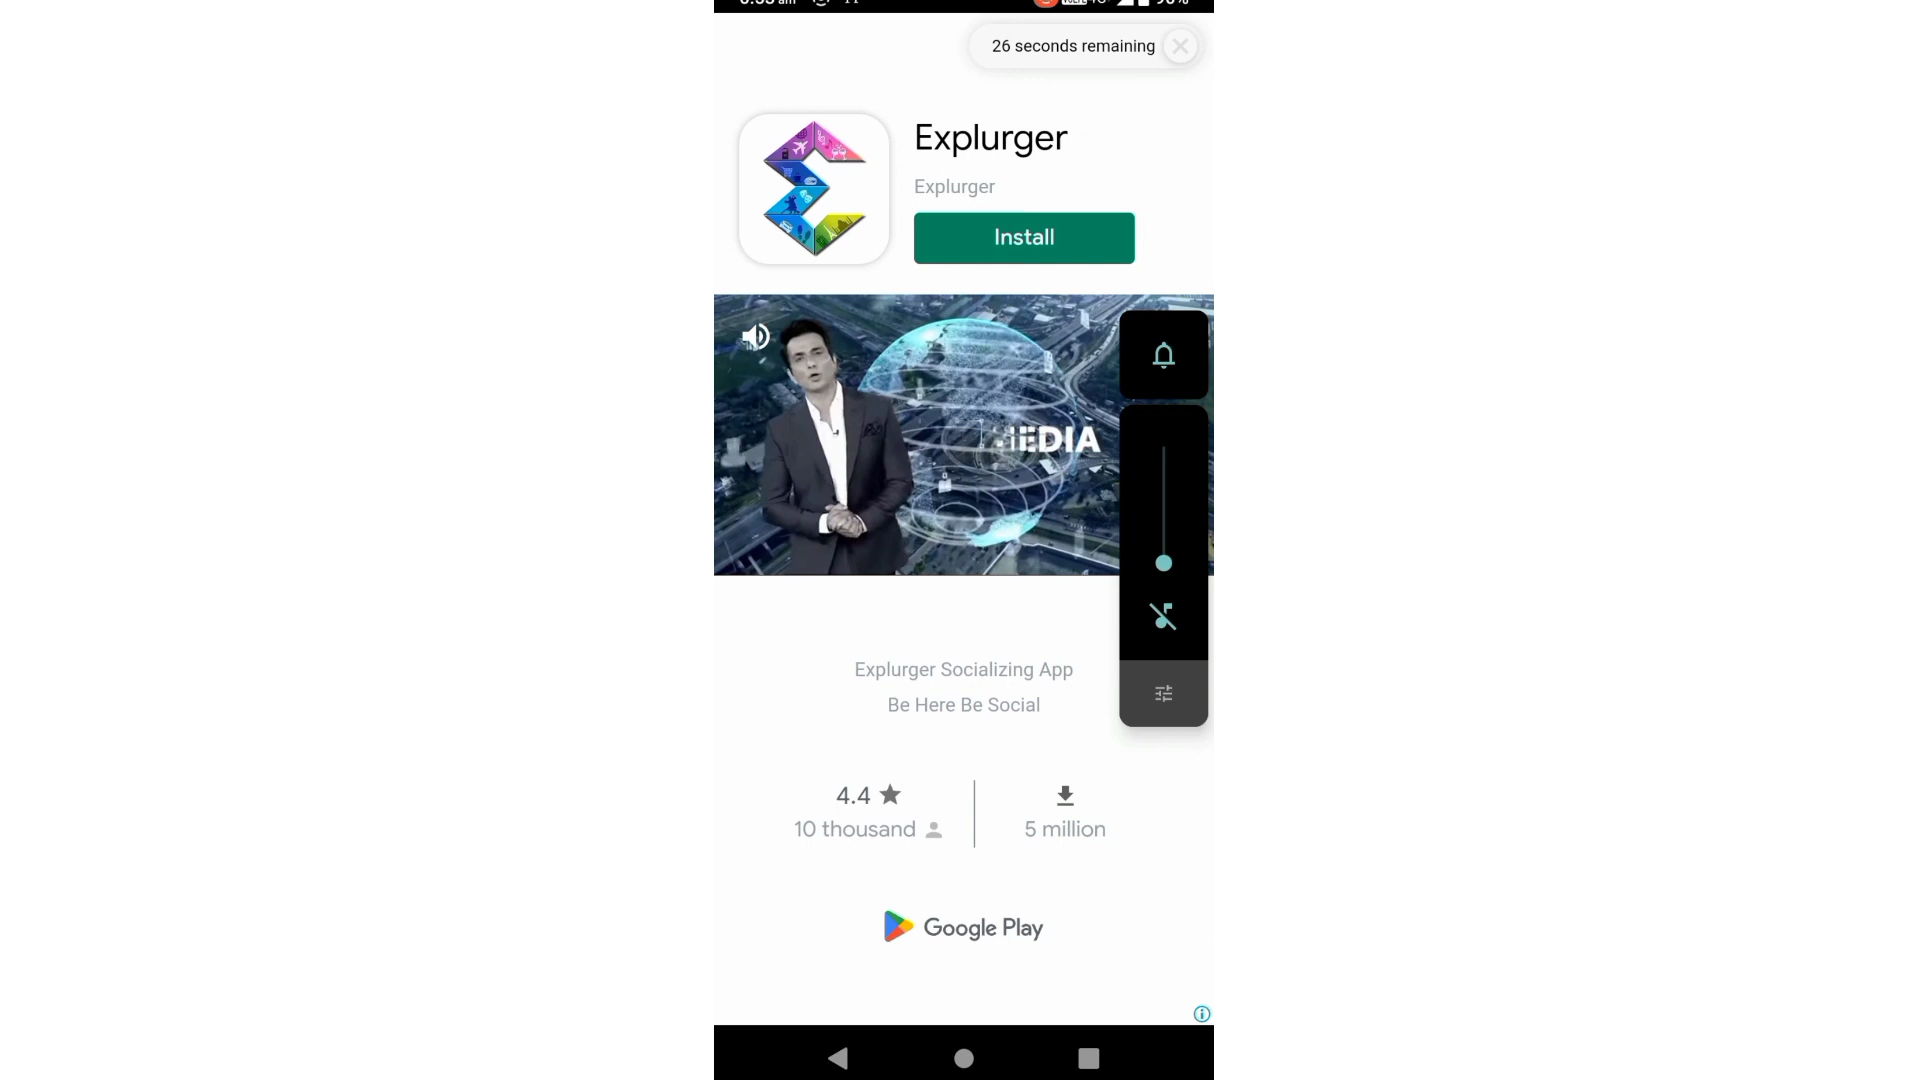 26 seconds remaining
Explurger
Explurger
Install
EDIA
Explurger Socializing App
Be Here Be Social
4.4
10 thousand
5 million
Google Play